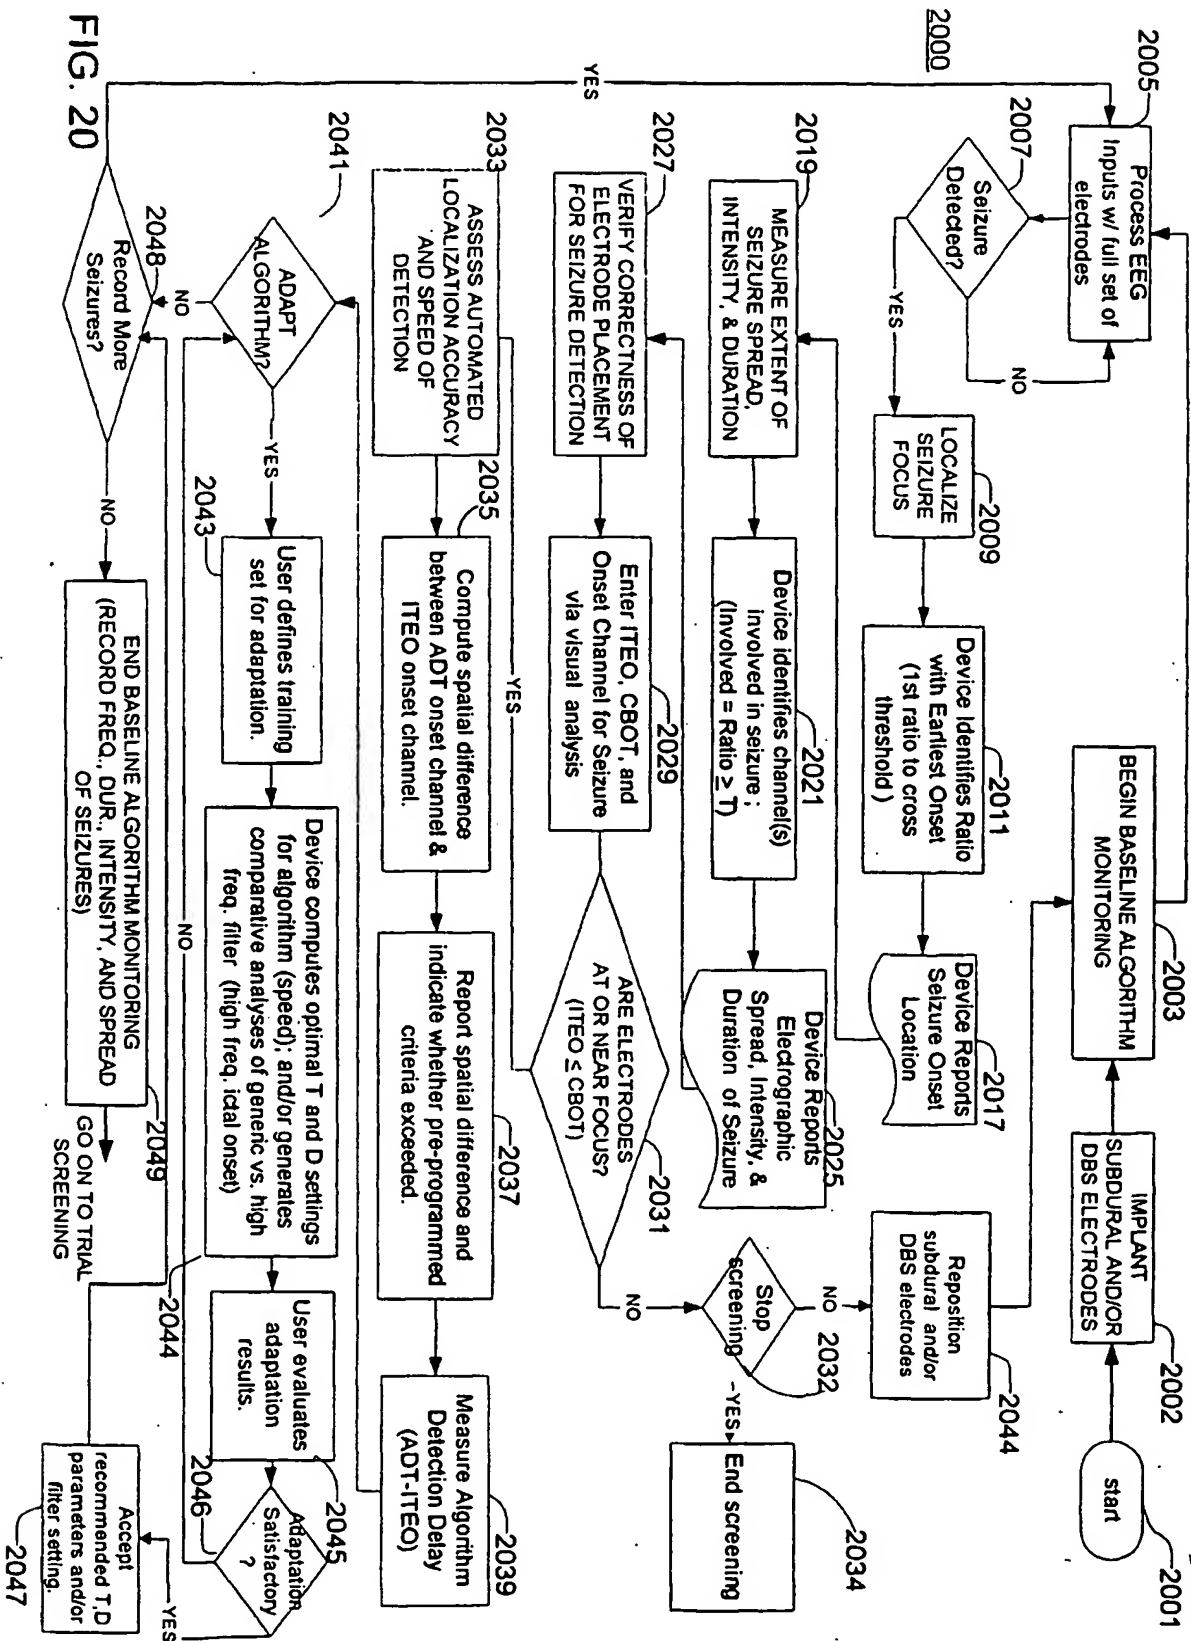 2000
start
2001
IMPLANT
SUBDURAL AND/OR
DBS ELECTRODES
2002
BEGIN BASELINE ALGORITHM
MONITORING
2003
2005
Process EEG
Inputs w/ full set of
electrodes
2007
Seizure
Detected?
NO
YES
LOCALIZE
SEIZURE
FOCUS
2009
Device Identifies Ratio
with Earliest Onset
(1st ratio to cross
threshold)
2011
Device Reports
Seizure Onset
Location
2017
2019
MEASURE EXTENT OF
SEIZURE SPREAD,
INTENSITY, & DURATION
Device identifies channel(s)
involved in seizure ;
(Involved = Ratio ≥ T)
2021
Device Reports
Electrographic
Spread, Intensity, &
Duration of Seizure
2025
2027
VERIFY CORRECTNESS OF
ELECTRODE PLACEMENT
FOR SEIZURE DETECTION
Enter ITEO, CBOT, and
Onset Channel for Seizure
via visual analysis
2029
ARE ELECTRODES
AT OR NEAR FOCUS?
(ITEO ≤ CBOT)
2031
NO
Stop
screening
2032
NO
Reposition
subdural and/or
DBS electrodes
2044
YES
End screening
2034
YES
2033
ASSESS AUTOMATED
LOCALIZATION ACCURACY
AND SPEED OF
DETECTION
2035
Compute spatial difference
between ADT onset channel &
ITEO onset channel.
Report spatial difference and
indicate whether pre-programmed
criteria exceeded.
2037
Measure Algorithm
Detection Delay
(ADT-ITEO)
2039
2041
ADAPT
ALGORITHM?
NO
YES
User defines training
set for adaptation.
2043
Device computes optimal T and D settings
for algorithm (speed); and/or generates
comparative analyses of generic vs. high
freq. filter (high freq. ictal onset)
2044
User evaluates
adaptation
results.
2045
Adaptation
Satisfactory
?
2046
NO
YES
Accept
recommended T,D
parameters and/or
filter setting.
2047
2048
Record More
Seizures?
YES
NO
END BASELINE ALGORITHM MONITORING
(RECORD FREQ., DUR., INTENSITY, AND SPREAD
OF SEIZURES)
2049
GO ON TO TRIAL
SCREENING
FIG. 20